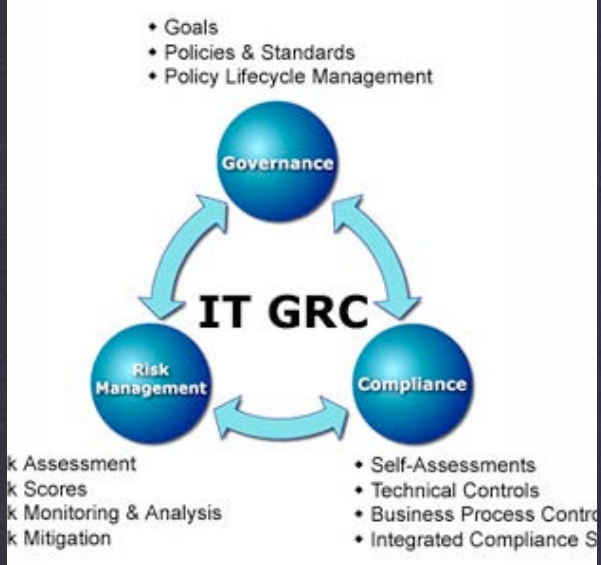 Goals
Policies & Standards
Policy Lifecycle Management
Governance
IT GRC
Risk
Management
Compliance
k Assessment
k Scores
k Monitoring & Analysis
k Mitigation
Self-Assessments
Technical Controls
Business Process Contro
Integrated Compliance S